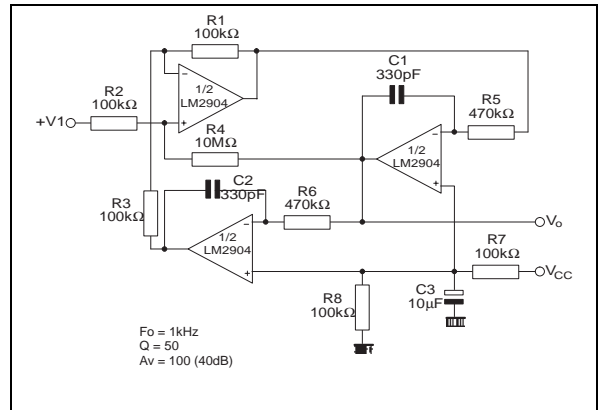 R1
100kΩ
C1
330pF
R2
100kΩ
1/2
LM2904
R5
470kΩ
+V1
R4
10MΩ
1/2
LM2904
C2
330pF
R6
470kΩ
R3
100kΩ
1/2
LM2904
Vo
R7
100kΩ
VCC
R8
100kΩ
C3
10µF
Fo = 1kHz
Q = 50
Av = 100 (40dB)
− +
− +
− +